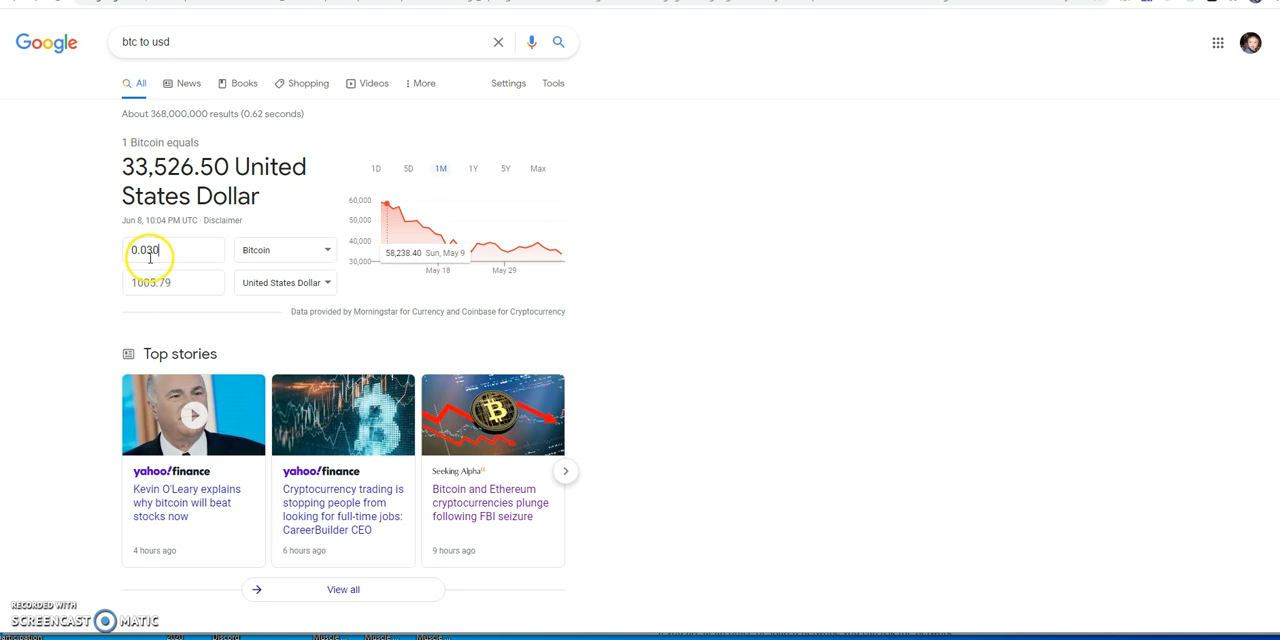 Google
btc to usd
All News Books Shopping Videos More Settings Tools
About 368,000,000 results (0.62 seconds)
1 Bitcoin equals
33,526.50 United
States Dollar
Jun 8, 10:04 PM UTC · Disclaimer
0.030 Bitcoin
1005.79 United States Dollar
1D 5D 1M 1Y 5Y Max
60,000
50,000
40,000
30,000
58,238.40 Sun, May 9
May 18 May 29
Data provided by Morningstar for Currency and Coinbase for Cryptocurrency
Top stories
yahoo!finance
Kevin O'Leary explains
why bitcoin will beat
stocks now
4 hours ago
yahoo!finance
Cryptocurrency trading is
stopping people from
looking for full-time jobs:
CareerBuilder CEO
6 hours ago
Seeking Alpha
Bitcoin and Ethereum
cryptocurrencies plunge
following FBI seizure
9 hours ago
View all
RECORDED WITH
SCREENCAST MATIC